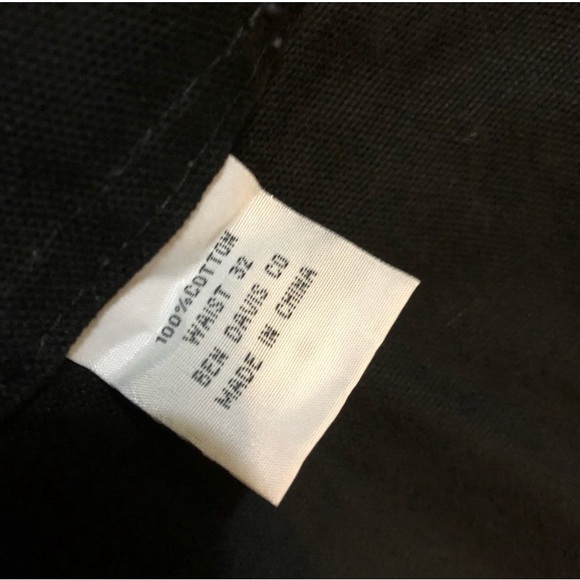 100%COTTON
WAIST 32
BEN DAVIS CO
MADE IN CHINA